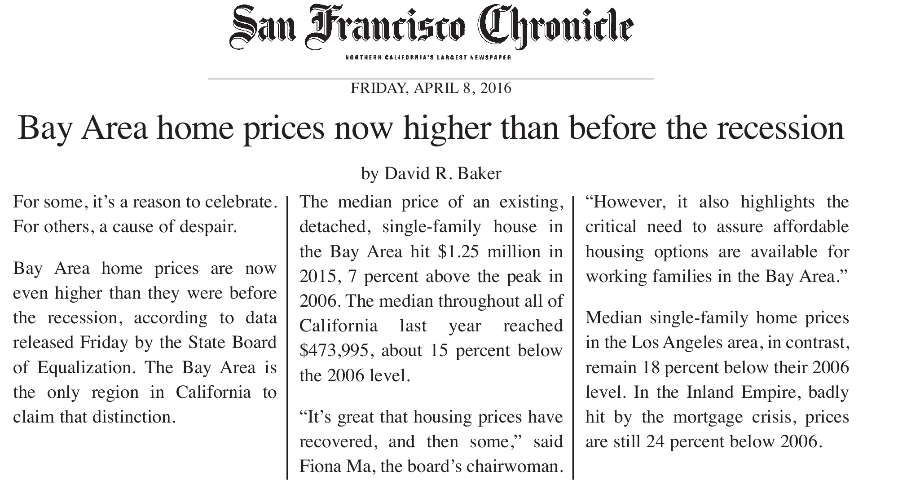 San Francisco Chronicle
NORTHERN CALIFORNIA'S LARGEST NEWSPAPER
FRIDAY, APRIL 8, 2016
Bay Area home prices now higher than before the recession
by David R. Baker
For some, it’s a reason to celebrate.
For others, a cause of despair.
Bay Area home prices are now
even higher than they were before
the recession, according to data
released Friday by the State Board
of Equalization. The Bay Area is
the only region in California to
claim that distinction.
The median price of an existing,
detached, single-family house in
the Bay Area hit $1.25 million in
2015, 7 percent above the peak in
2006. The median throughout all of
California last year reached
$473,995, about 15 percent below
the 2006 level.
“It’s great that housing prices have
recovered, and then some,” said
Fiona Ma, the board’s chairwoman.
“However, it also highlights the
critical need to assure affordable
housing options are available for
working families in the Bay Area.”
Median single-family home prices
in the Los Angeles area, in contrast,
remain 18 percent below their 2006
level. In the Inland Empire, badly
hit by the mortgage crisis, prices
are still 24 percent below 2006.